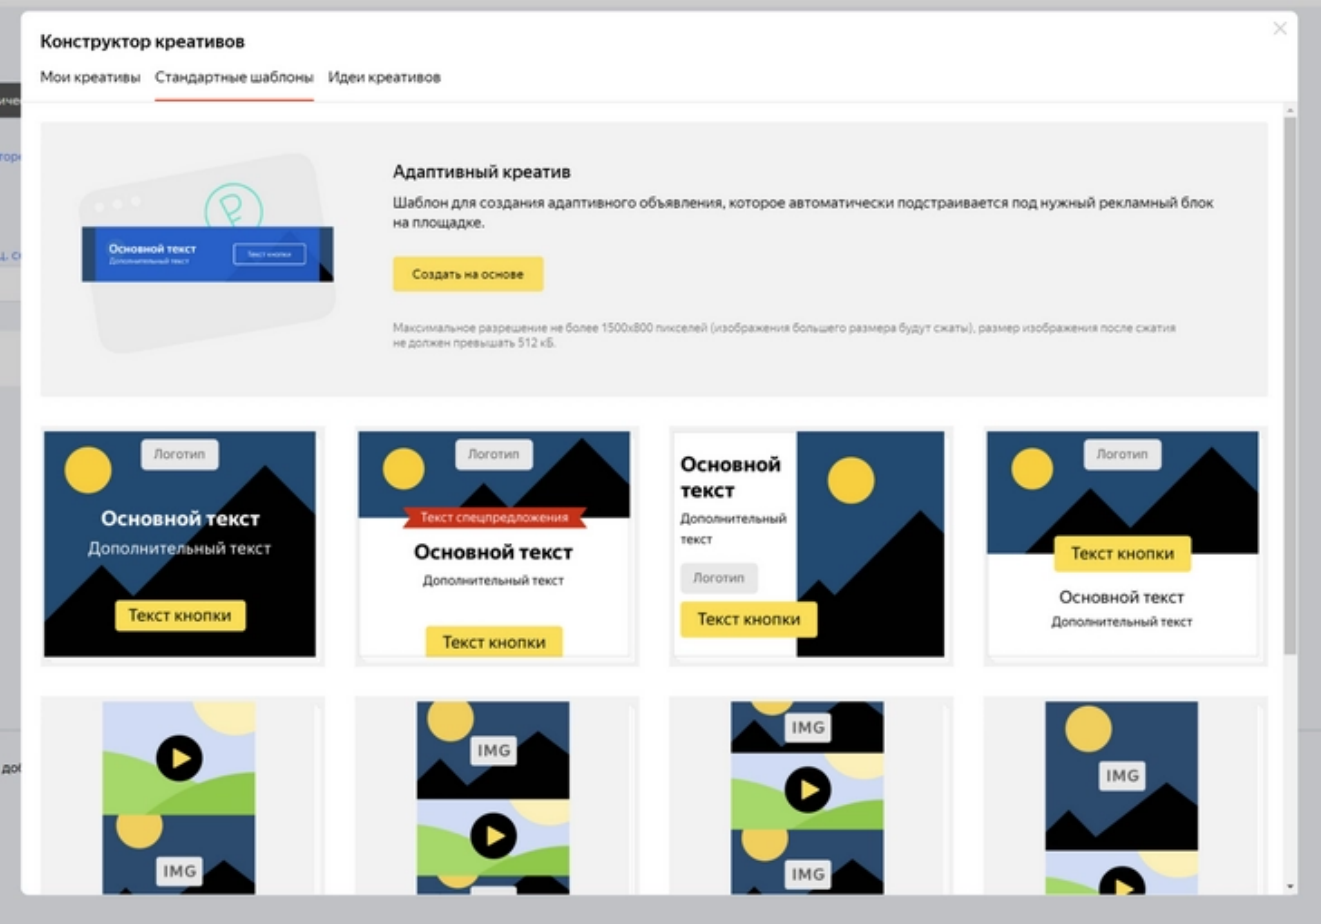 Конструктор креативов
Мои креативы Стандартные шаблоны Идеи креативов
Адаптивный креатив
Шаблон для создания адаптивного объявления, которое автоматически подстраивается под нужный рекламный блок
на площадке.
Основной текст
Дополнительный текст
Текст кнопки
Создать на основе
Максимальное разрешение не более 1500x800 пикселей (изображения большего размера будут сжаты), размер изображения после сжатия
не должен превышать 512 кБ.
Логотип
Основной текст
Дополнительный текст
Текст кнопки
Логотип
Текст спецпредложения
Основной текст
Дополнительный текст
Текст кнопки
Основной
текст
Дополнительный
текст
Логотип
Текст кнопки
Логотип
Текст кнопки
Основной текст
Дополнительный текст
IMG
IMG
IMG
IMG
IMG